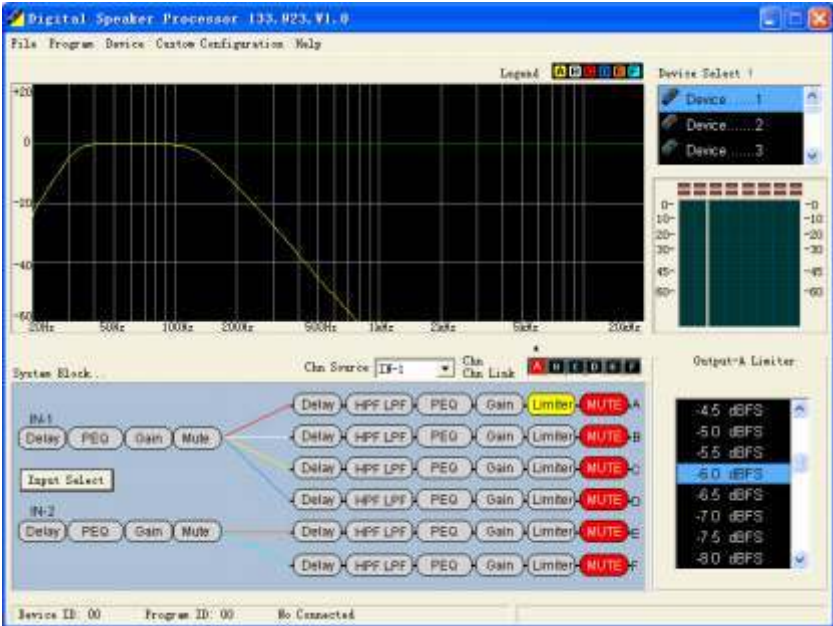 Digital Speaker Processor 133.W23.V1.0
File Program Device Custom Configuration Help
Legend A B C D E F
Device Select !
Device......1
Device......2
Device......3
+20
0
-20
-40
-60
20Hz 50Hz 100Hz 200Hz 500Hz 1kHz 2kHz 5kHz 20kHz
0- -0
10- -10
20- -20
30- -30
45- -45
60- -60
System Block...
Chn Source IN-1 Chn Chn Link A B C D E F
IN-1
Delay PEQ Gain Mute
Input Select
IN-2
Delay PEQ Gain Mute
Delay HPF LPF PEQ Gain Limiter MUTE A
Delay HPF LPF PEQ Gain Limiter MUTE B
Delay HPF LPF PEQ Gain Limiter MUTE C
Delay HPF LPF PEQ Gain Limiter MUTE D
Delay HPF LPF PEQ Gain Limiter MUTE E
Delay HPF LPF PEQ Gain Limiter MUTE F
Output-A Limiter
-4.5 dBFS
-5.0 dBFS
-5.5 dBFS
-6.0 dBFS
-6.5 dBFS
-7.0 dBFS
-7.5 dBFS
-8.0 dBFS
Device ID: 00 Program ID: 00 No Connected